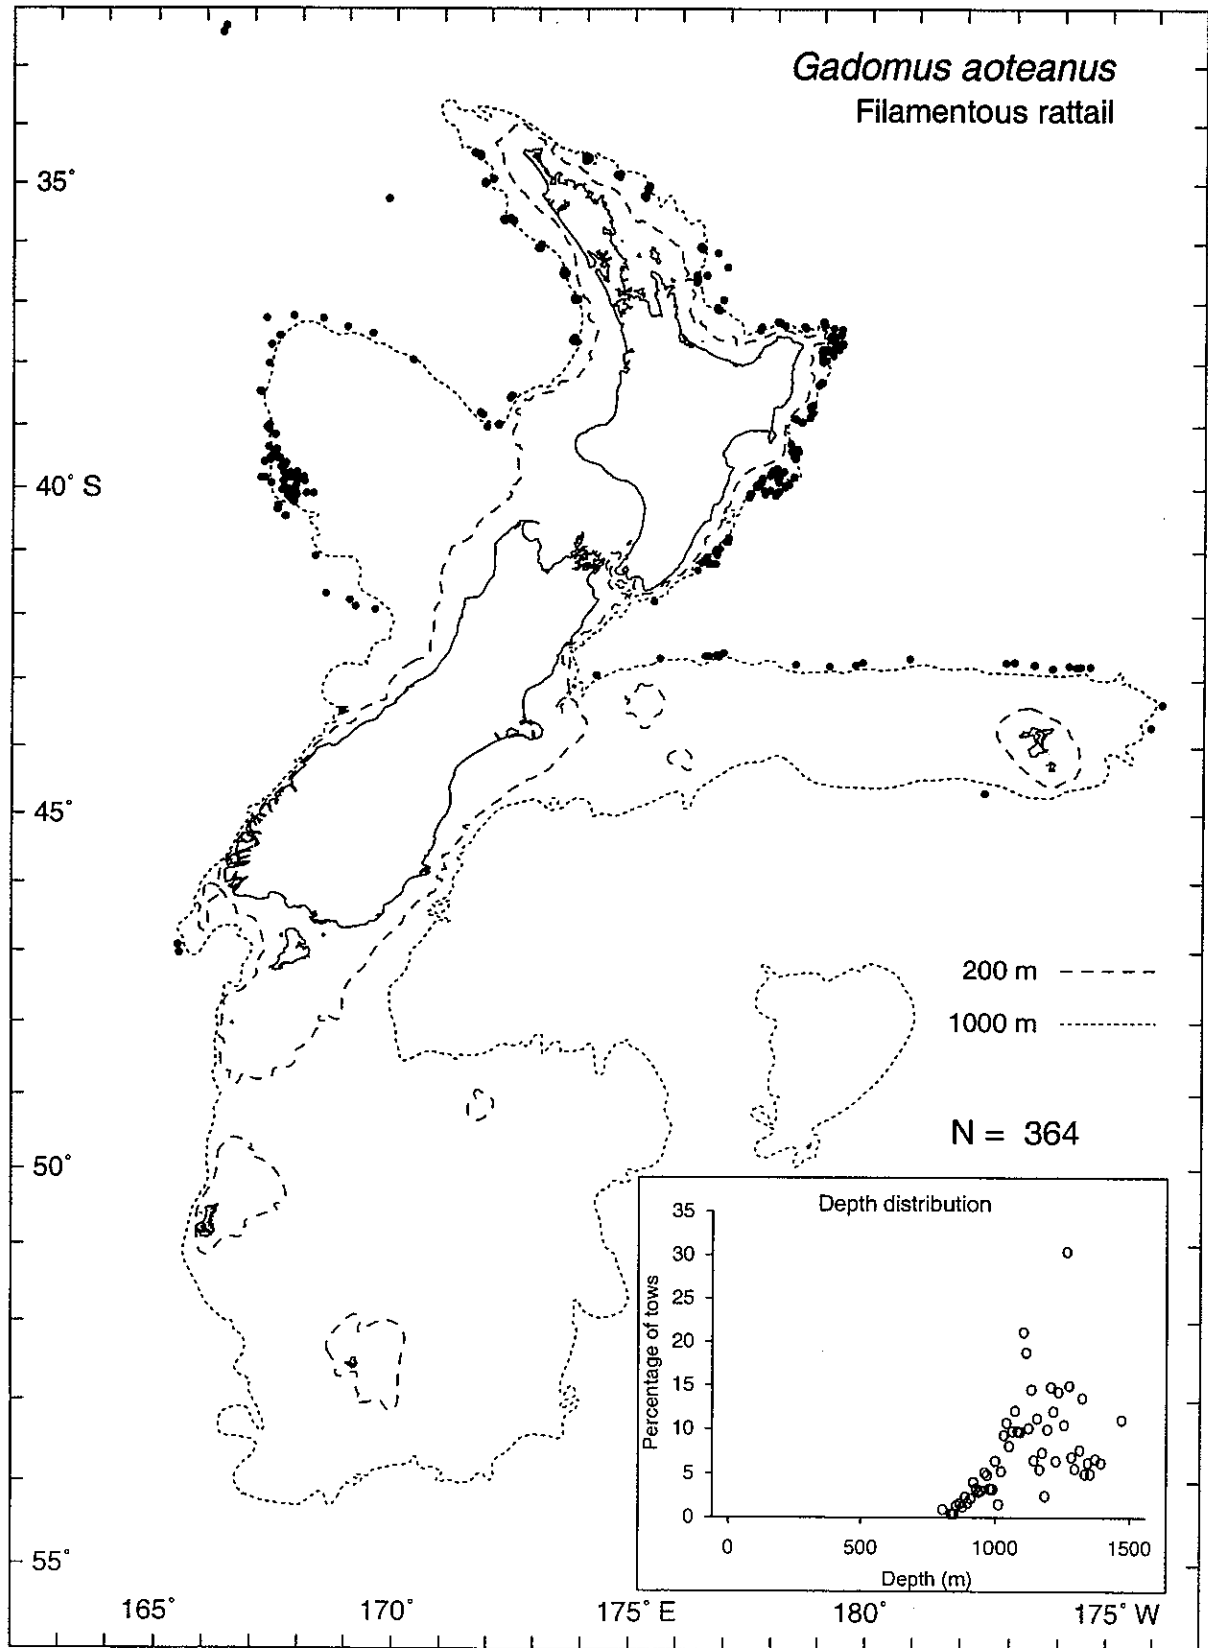 Gadomus aoteanus
Filamentous rattail
35°
40° S
45°
50°
55°
200 m
1000 m
N = 364
Depth distribution
Percentage of tows
35
30
25
20
15
10
5
0
0 500 1000 1500
Depth (m)
165° 170° 175° E 180° 175° W